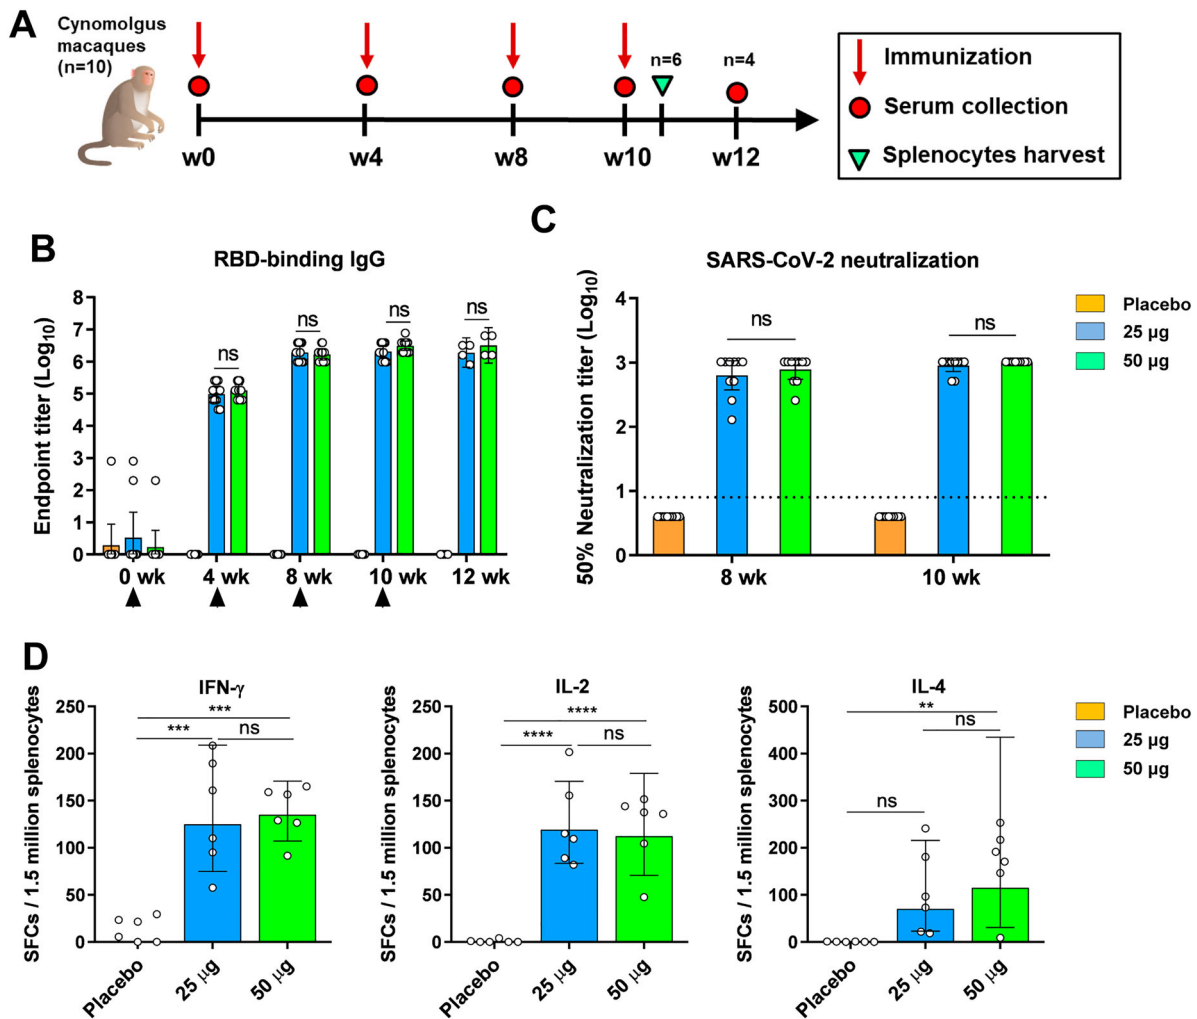 A
Cynomolgus
macaques
(n=10)
n=6
n=4
w0
w4
w8
w10
w12
Immunization
Serum collection
Splenocytes harvest
B
RBD-binding IgG
Endpoint titer (Log10)
8
7
6
5
4
3
2
1
0
ns
ns
ns
ns
0 wk
4 wk
8 wk
10 wk
12 wk
C
SARS-CoV-2 neutralization
50% Neutralization titer (Log10)
4
3
2
1
0
ns
ns
8 wk
10 wk
Placebo
25 µg
50 µg
D
IFN-γ
SFCs / 1.5 million splenocytes
250
200
150
100
50
0
***
***
ns
Placebo
25 µg
50 µg
IL-2
SFCs / 1.5 million splenocytes
250
200
150
100
50
0
****
****
ns
Placebo
25 µg
50 µg
IL-4
SFCs / 1.5 million splenocytes
500
400
300
200
100
0
**
ns
ns
Placebo
25 µg
50 µg
Placebo
25 µg
50 µg